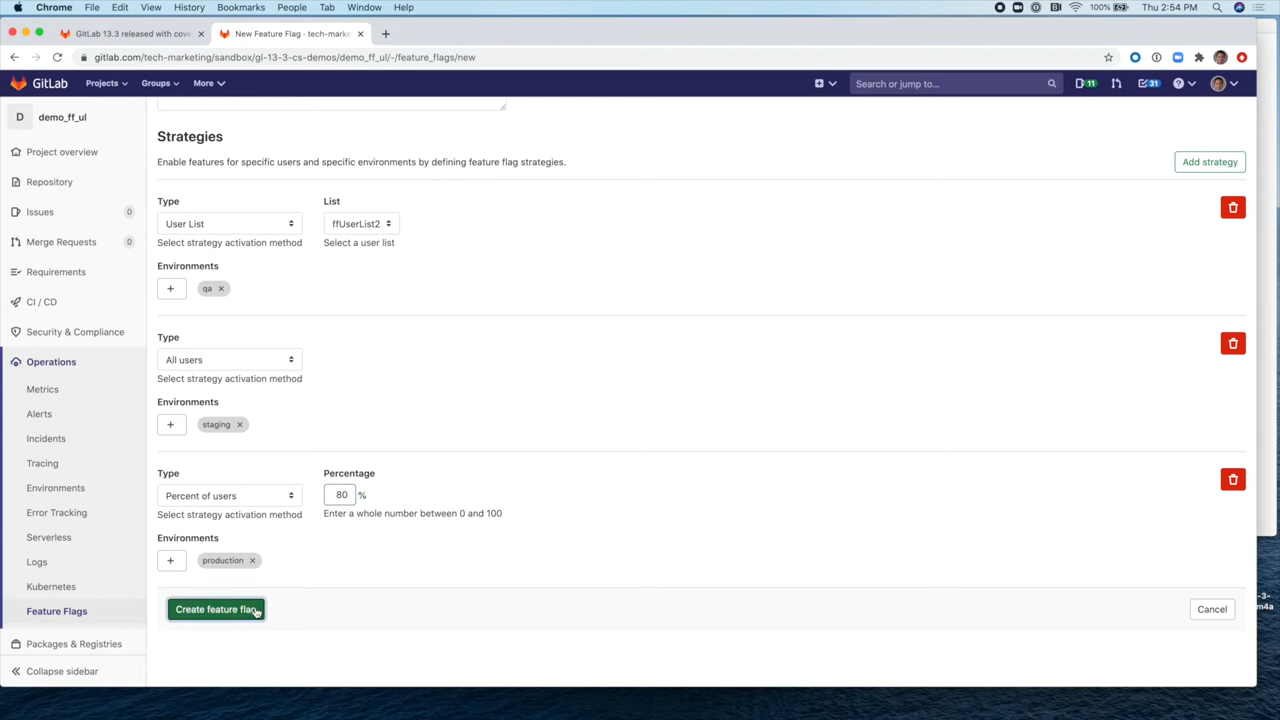 Chrome File Edit View History Bookmarks People Tab Window Help 100% Thu 2:54 PM
GitLab 13.3 released with cove New Feature Flag · tech-marke
gitlab.com/tech-marketing/sandbox/gl-13-3-cs-demos/demo_ff_ul/-/feature_flags/new
GitLab Projects Groups More Search or jump to... 11 31
D demo_ff_ul
Project overview
Repository
Issues 0
Merge Requests 0
Requirements
CI / CD
Security & Compliance
Operations
Metrics
Alerts
Incidents
Tracing
Environments
Error Tracking
Serverless
Logs
Kubernetes
Feature Flags
Packages & Registries
Collapse sidebar
Strategies
Enable features for specific users and specific environments by defining feature flag strategies.
Add strategy
Type List
User List ffUserList2
Select strategy activation method Select a user list
Environments
+ qa ×
Type
All users
Select strategy activation method
Environments
+ staging ×
Type Percentage
Percent of users 80 %
Select strategy activation method Enter a whole number between 0 and 100
Environments
+ production ×
Create feature flag Cancel
-3-
m4a